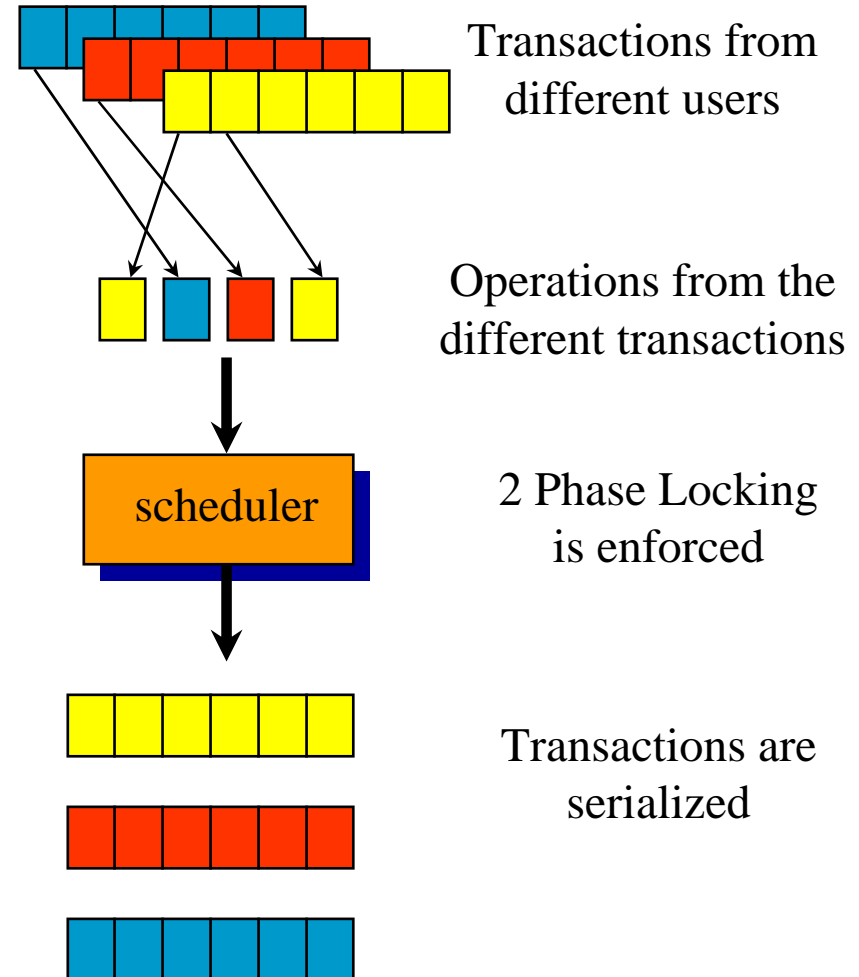 Transactions from
different users
Operations from the
different transactions
scheduler
2 Phase Locking
is enforced
Transactions are
serialized